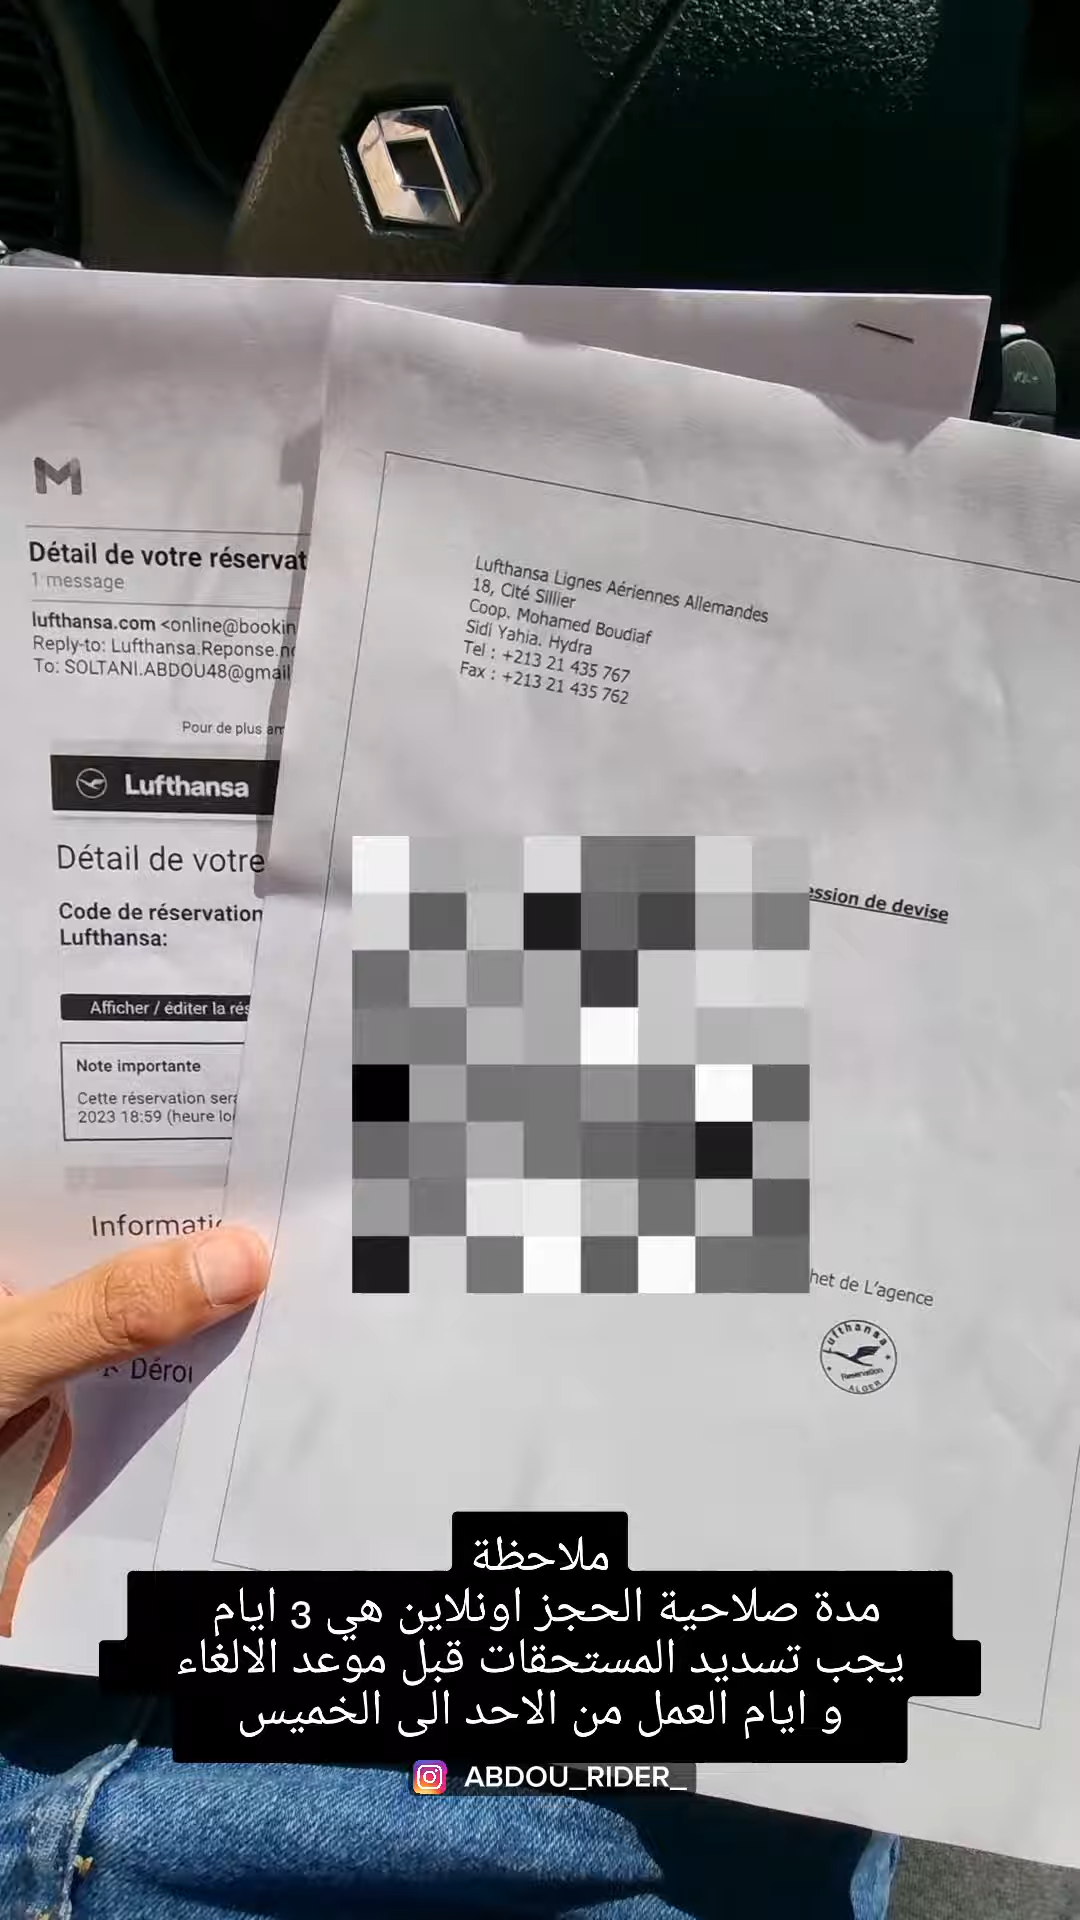 Détail de votre réservat
1 message
lufthansa.com <online@bookin
Reply-to: Lufthansa.Reponse.n
To: SOLTANI.ABDOU48@gmail
Pour de plus am
Lufthansa
Détail de votre
Code de réservation
Lufthansa:
Afficher / éditer la rés
Note importante
Cette réservation sera
2023 18:59 (heure lo
Informati
Déro
Lufthansa Lignes Aériennes Allemandes
18, Cité Sillier
Coop. Mohamed Boudiaf
Sidi Yahia. Hydra
Tel : +213 21 435 767
Fax : +213 21 435 762
ession de devise
het de L'agence
Lufthansa
Reservation
ALGER
ملاحظة
مدة صلاحية الحجز اونلاين هي 3 ايام
يجب تسديد المستحقات قبل موعد الالغاء
و ايام العمل من الاحد الى الخميس
ABDOU_RIDER_